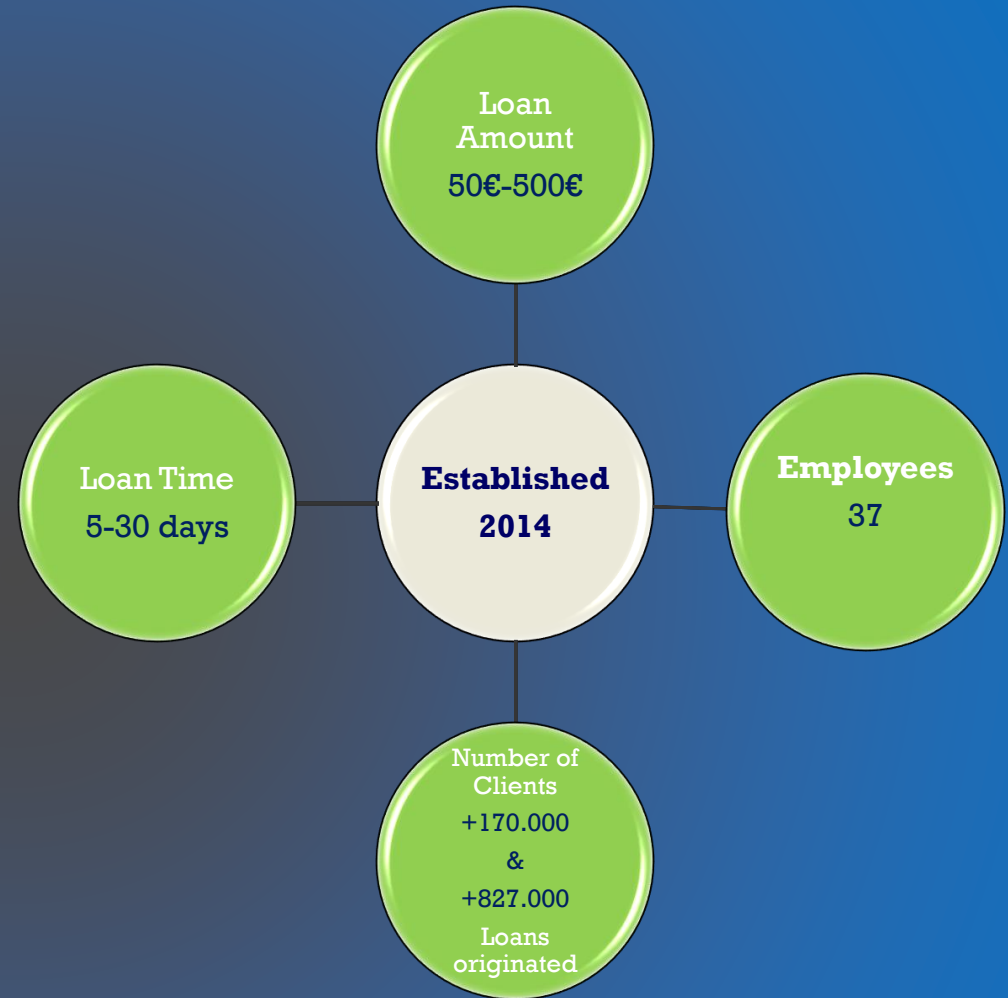 Loan
Amount
50€-500€
Loan Time
5-30 days
Established
2014
Employees
37
Number of
Clients
+170.000
&
+827.000
Loans
originated